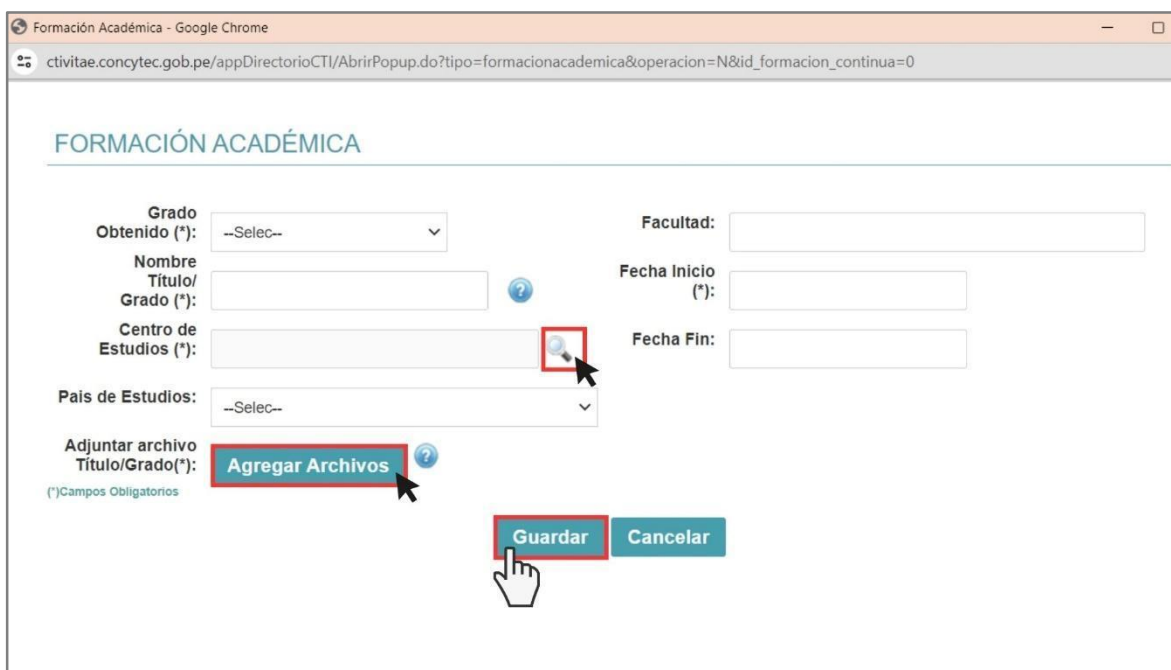 Formación Académica - Google Chrome
ctivitae.concytec.gob.pe/appDirectorioCTI/AbrirPopup.do?tipo=formacionacademica&operacion=N&id_formacion_continua=0
FORMACIÓN ACADÉMICA
Grado
Obtenido (*):
--Selec--
Facultad:
Nombre
Título/
Grado (*):
?
Fecha Inicio
(*):
Centro de
Estudios (*):
Fecha Fin:
Pais de Estudios:
--Selec--
Adjuntar archivo
Título/Grado(*):
Agregar Archivos
?
(*)Campos Obligatorios
Guardar
Cancelar